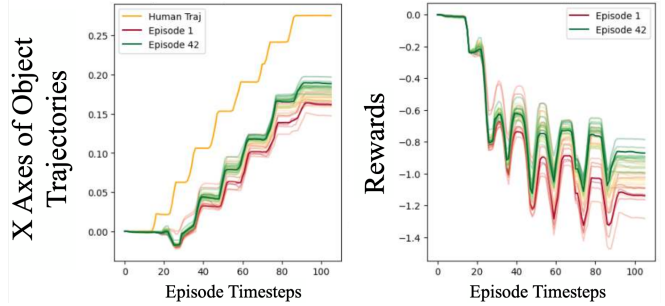 X Axes of Object
Trajectories
0.25
0.20
0.15
0.10
0.05
0.00
Human Traj
Episode 1
Episode 42
0 20 40 60 80 100
Episode Timesteps
Rewards
0.0
−0.2
−0.4
−0.6
−0.8
−1.0
−1.2
−1.4
Episode 1
Episode 42
0 20 40 60 80 100
Episode Timesteps